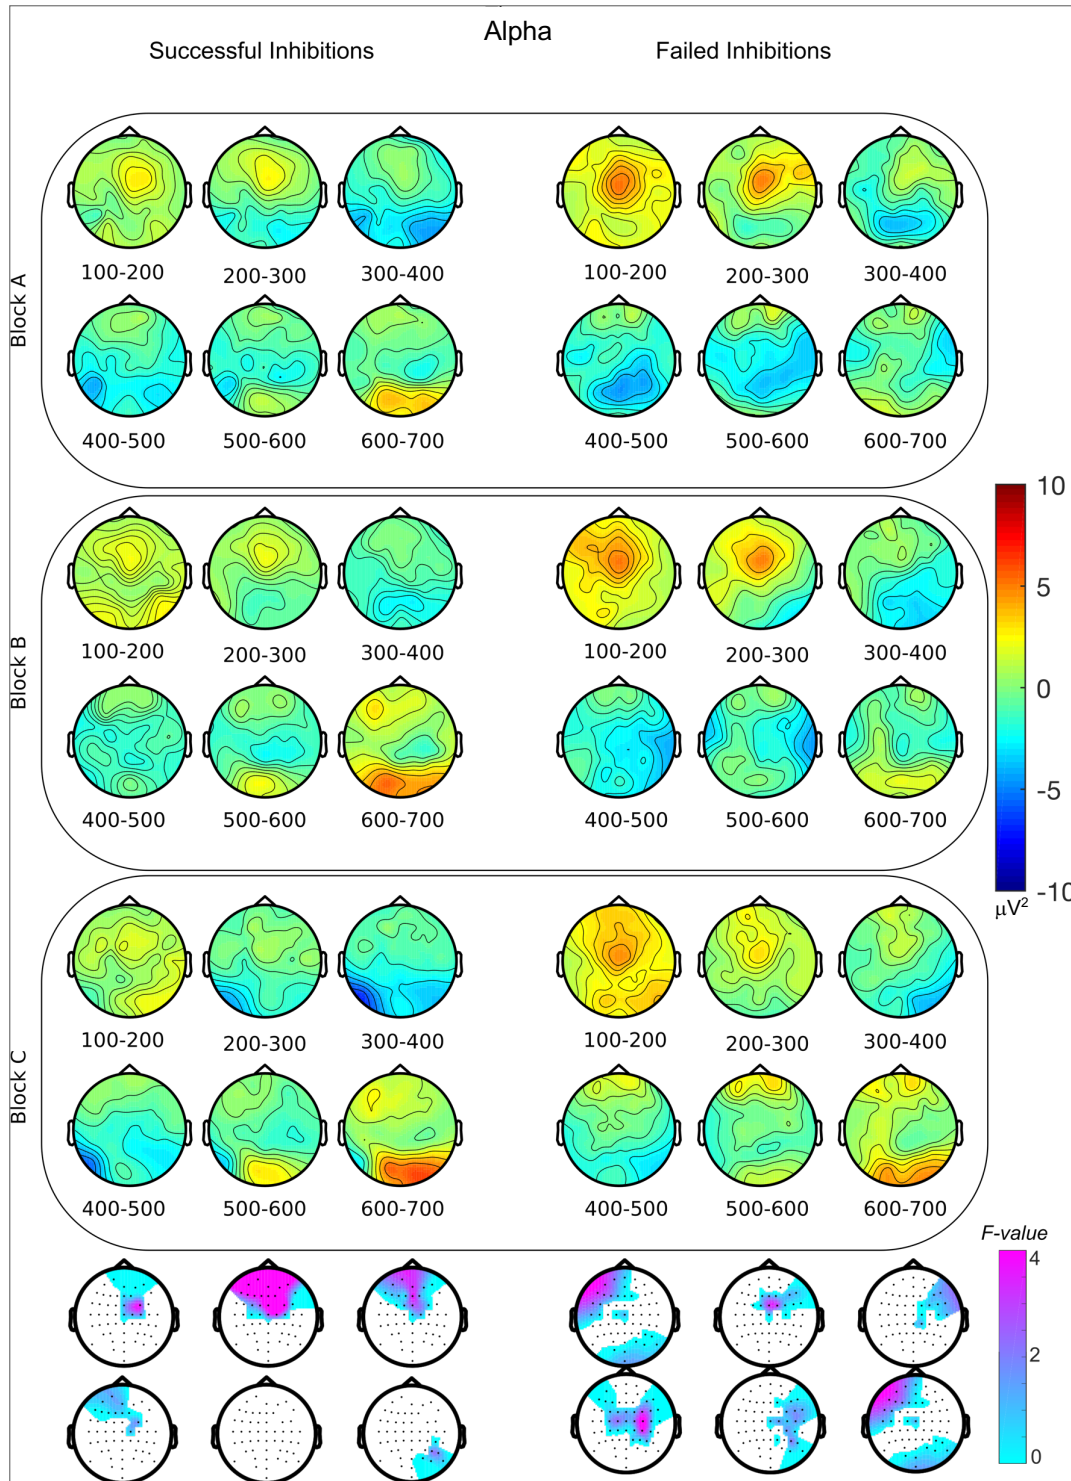 Alpha
Successful Inhibitions Failed Inhibitions
Block A
100-200 200-300 300-400 100-200 200-300 300-400
400-500 500-600 600-700 400-500 500-600 600-700
Block B
100-200 200-300 300-400 100-200 200-300 300-400
400-500 500-600 600-700 400-500 500-600 600-700
10
5
0
-5
-10
μV²
Block C
100-200 200-300 300-400 100-200 200-300 300-400
400-500 500-600 600-700 400-500 500-600 600-700
F-value
4
2
0